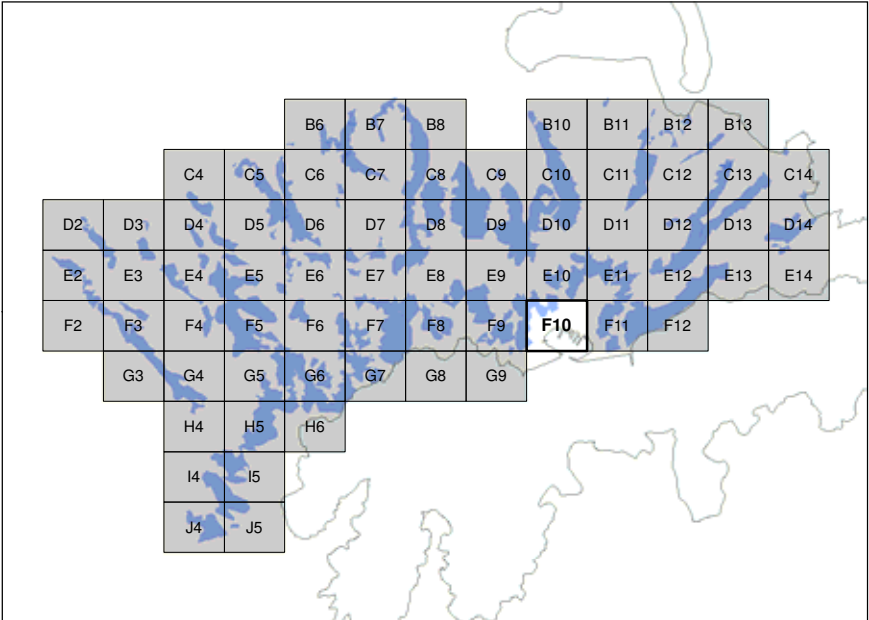 B6 B7 B8 B10 B11 B12 B13
C4 C5 C6 C7 C8 C9 C10 C11 C12 C13 C14
D2 D3 D4 D5 D6 D7 D8 D9 D10 D11 D12 D13 D14
E2 E3 E4 E5 E6 E7 E8 E9 E10 E11 E12 E13 E14
F2 F3 F4 F5 F6 F7 F8 F9 F10 F11 F12
G3 G4 G5 G6 G7 G8 G9
H4 H5 H6
I4 I5
J4 J5